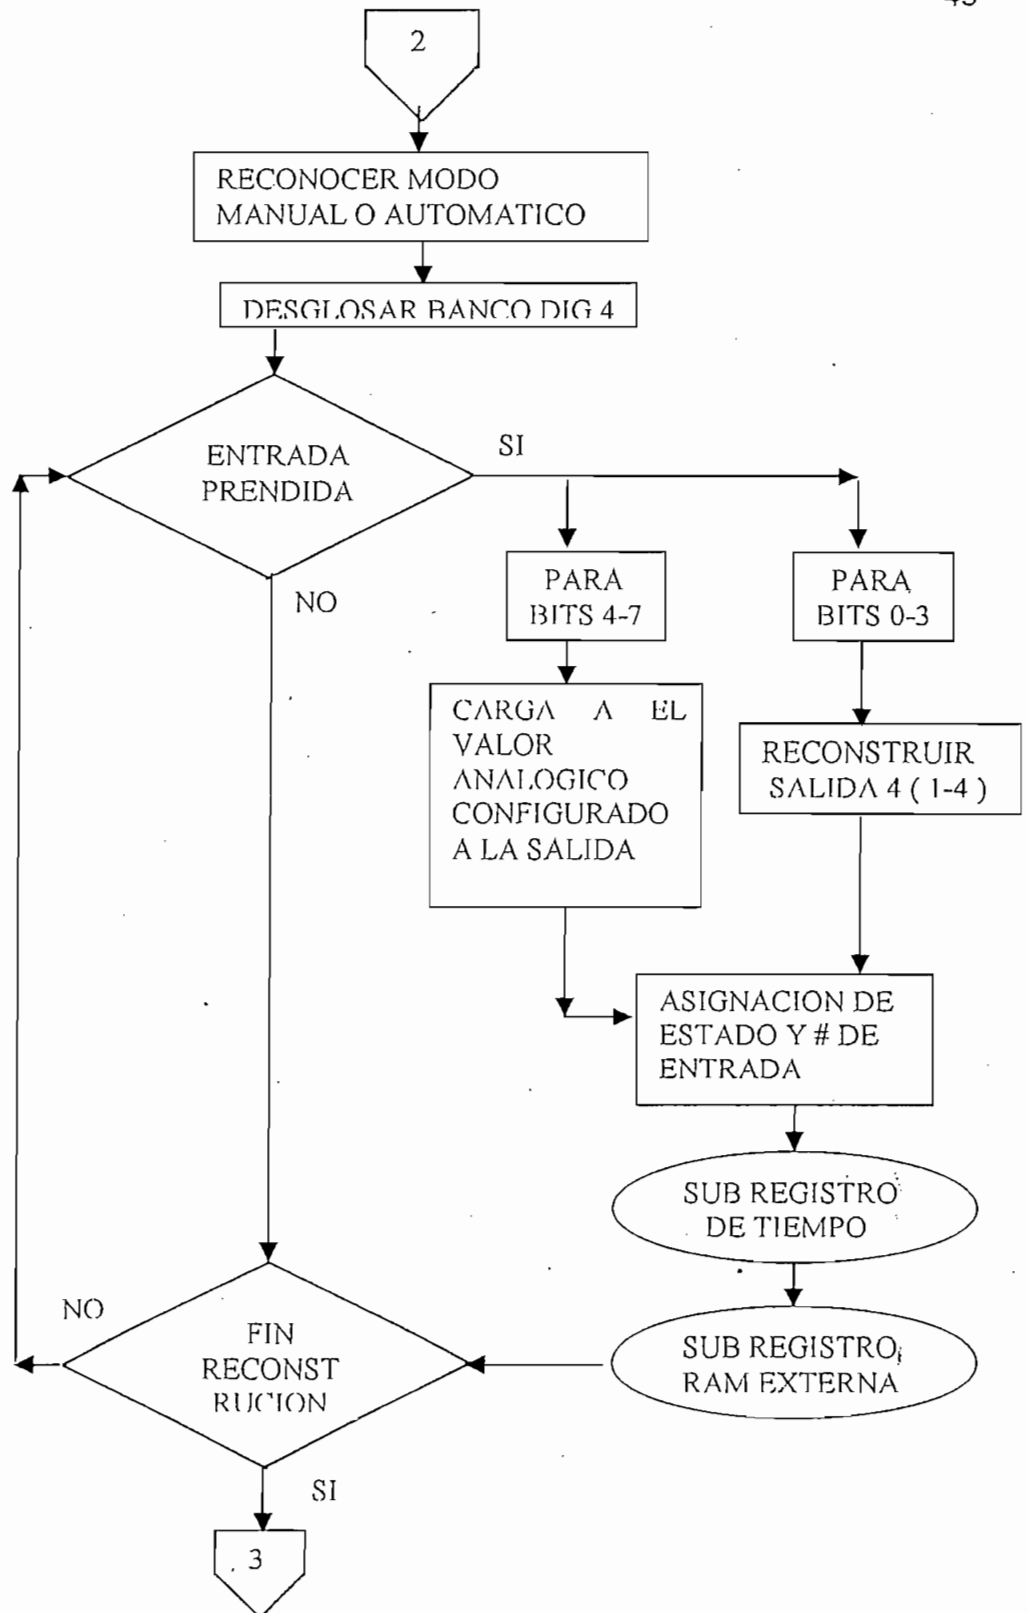 2
RECONOCER MODO
MANUAL O AUTOMATICO
DESGLOSAR BANCO DIG 4
ENTRADA
PRENDIDA
SI
NO
PARA
BITS 4-7
PARA
BITS 0-3
CARGA A EL
VALOR
ANALOGICO
CONFIGURADO
A LA SALIDA
RECONSTRUIR
SALIDA 4 ( 1-4 )
ASIGNACION DE
ESTADO Y # DE
ENTRADA
SUB REGISTRO
DE TIEMPO
SUB REGISTRO
RAM EXTERNA
NO
FIN
RECONST
RUCION
SI
3